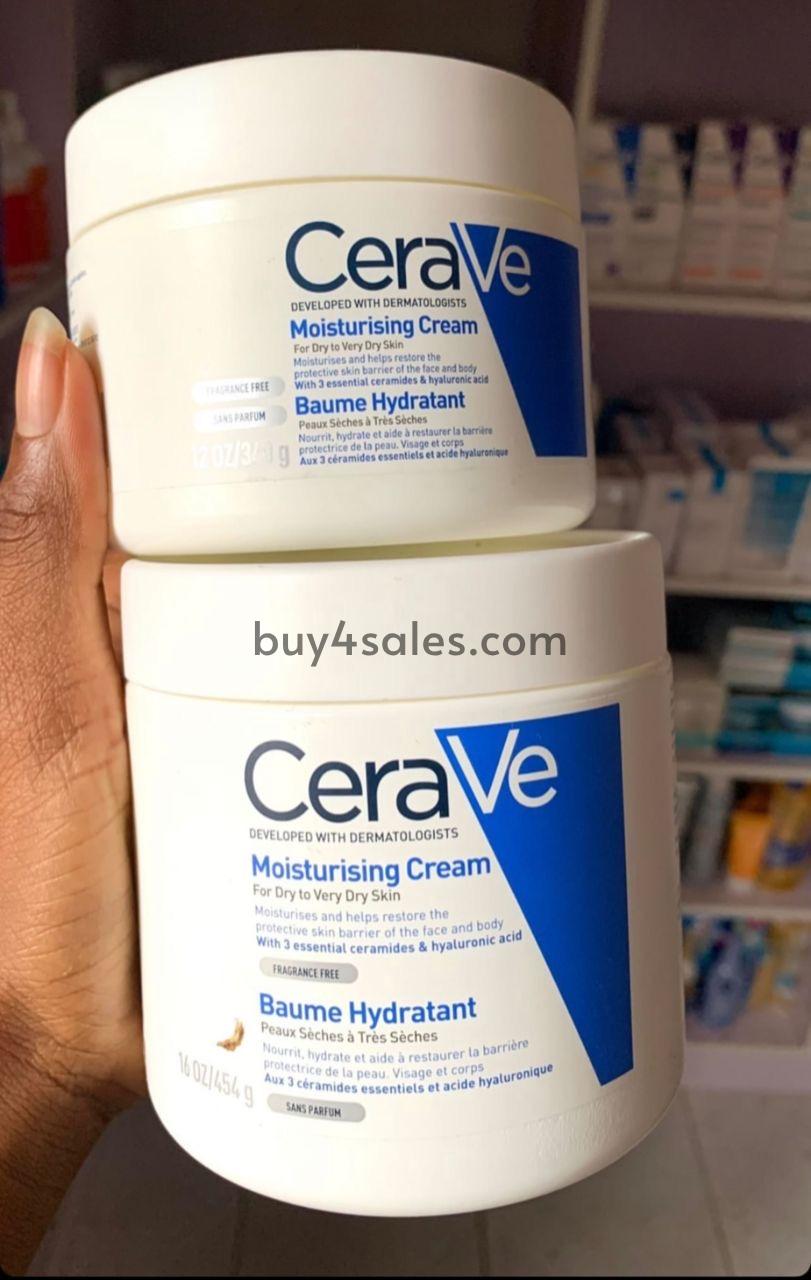 CeraVe
DEVELOPED WITH DERMATOLOGISTS
Moisturising Cream
For Dry to Very Dry Skin
Moisturises and helps restore the
protective skin barrier of the face and body
With 3 essential ceramides & hyaluronic acid
FRAGRANCE FREE
Baume Hydratant
SANS PARFUM
Peaux Sèches à Très Sèches
Nourrit, hydrate et aide à restaurer la barrière
protectrice de la peau. Visage et corps
Aux 3 céramides essentiels et acide hyaluronique
12 OZ/340 g
buy4sales.com
CeraVe
DEVELOPED WITH DERMATOLOGISTS
Moisturising Cream
For Dry to Very Dry Skin
Moisturises and helps restore the
protective skin barrier of the face and body
With 3 essential ceramides & hyaluronic acid
FRAGRANCE FREE
Baume Hydratant
Peaux Sèches à Très Sèches
Nourrit, hydrate et aide à restaurer la barrière
protectrice de la peau. Visage et corps
Aux 3 céramides essentiels et acide hyaluronique
16 OZ/454 g
SANS PARFUM